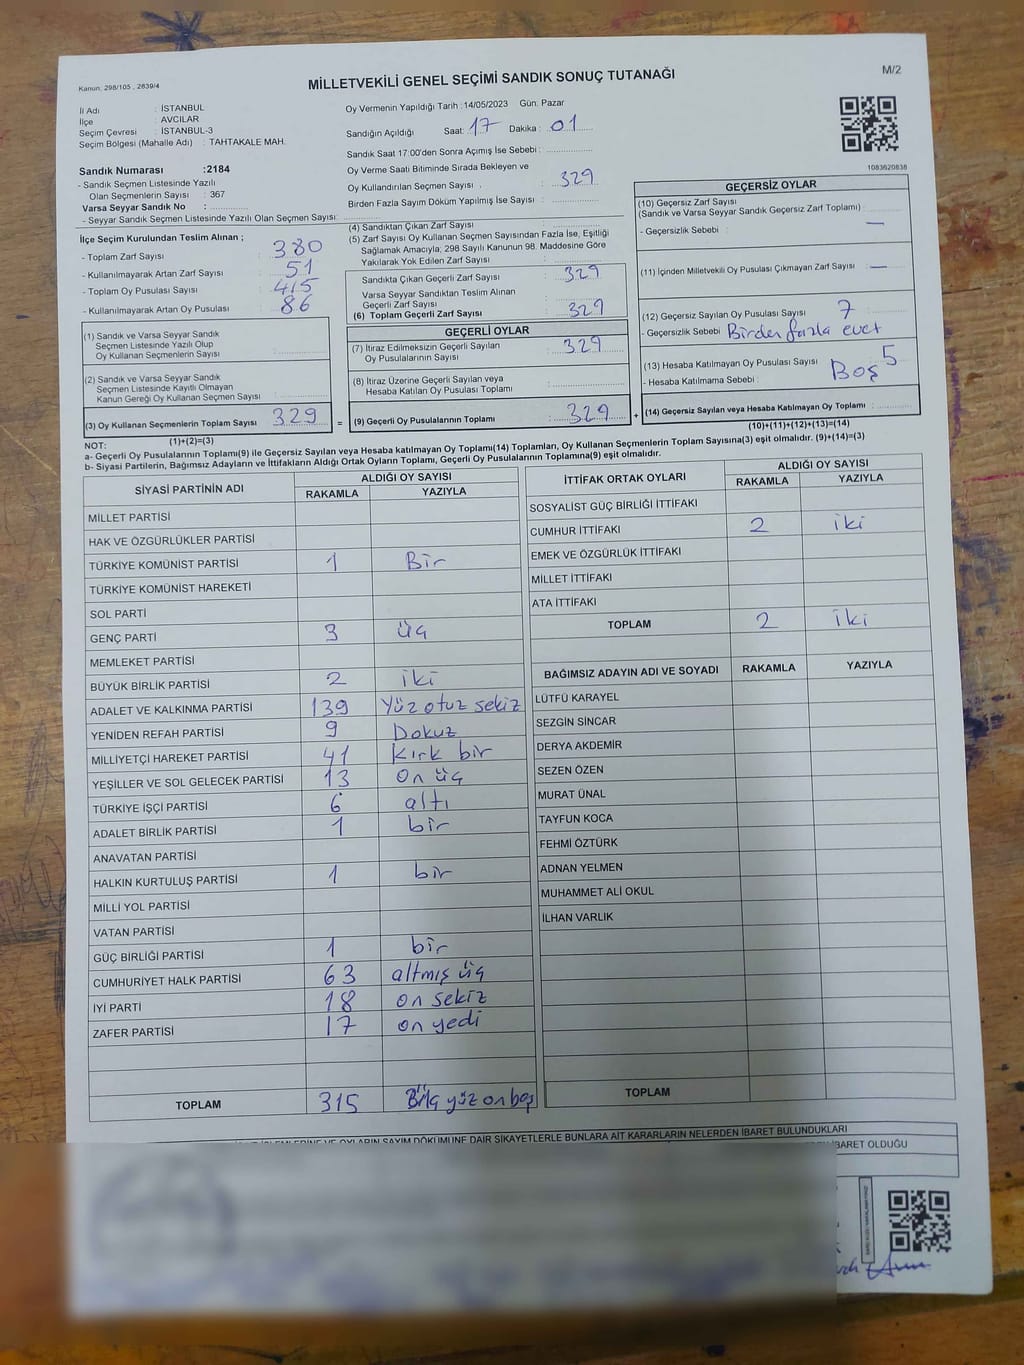 Kanun: 298/105 , 2839/4
MİLLETVEKİLİ GENEL SEÇİMİ SANDIK SONUÇ TUTANAĞI
M/2
İl Adı : İSTANBUL
İlçe : AVCILAR
Seçim Çevresi : İSTANBUL-3
Seçim Bölgesi (Mahalle Adı) : TAHTAKALE MAH.
Oy Vermenin Yapıldığı Tarih : 14/05/2023 Gün: Pazar
Sandığın Açıldığı Saat: 17 Dakika : 01
Sandık Saat 17:00'den Sonra Açımış İse Sebebi :
Oy Verme Saati Bitiminde Sırada Bekleyen ve
Oy Kullandırılan Seçmen Sayısı : 329
Birden Fazla Sayım Döküm Yapılmış İse Sayısı :
1083620838
Sandık Numarası :2184
- Sandık Seçmen Listesinde Yazılı
Olan Seçmenlerin Sayısı : 367
Varsa Seyyar Sandık No :
- Seyyar Sandık Seçmen Listesinde Yazılı Olan Seçmen Sayısı:
İlçe Seçim Kurulundan Teslim Alınan ;
- Toplam Zarf Sayısı : 380
- Kullanılmayarak Artan Zarf Sayısı : 51
- Toplam Oy Pusulası Sayısı : 415
- Kullanılmayarak Artan Oy Pusulası : 86
(1) Sandık ve Varsa Seyyar Sandık
Seçmen Listesinde Yazılı Olup
Oy Kullanan Seçmenlerin Sayısı :
(2) Sandık ve Varsa Seyyar Sandık
Seçmen Listesinde Kayıtlı Olmayan
Kanun Gereği Oy Kullanan Seçmen Sayısı :
(3) Oy Kullanan Seçmenlerin Toplam Sayısı 329
(1)+(2)=(3)
(4) Sandıktan Çıkan Zarf Sayısı :
(5) Zarf Sayısı Oy Kullanan Seçmen Sayısından Fazla İse, Eşitliği
Sağlamak Amacıyla, 298 Sayılı Kanunun 98. Maddesine Göre
Yakılarak Yok Edilen Zarf Sayısı :
Sandıkta Çıkan Geçerli Zarf Sayısı : 329
Varsa Seyyar Sandıktan Teslim Alınan
Geçerli Zarf Sayısı :
(6) Toplam Geçerli Zarf Sayısı : 329
GEÇERLİ OYLAR
(7) İtiraz Edilmeksizin Geçerli Sayılan
Oy Pusulalarının Sayısı : 329
(8) İtiraz Üzerine Geçerli Sayılan veya
Hesaba Katılan Oy Pusulaları Toplamı :
= (9) Geçerli Oy Pusulalarının Toplamı : 329 +
GEÇERSİZ OYLAR
(10) Geçersiz Zarf Sayısı
(Sandık ve Varsa Seyyar Sandık Geçersiz Zarf Toplamı) :
- Geçersizlik Sebebi : —
(11) İçinden Milletvekili Oy Pusulası Çıkmayan Zarf Sayısı : —
(12) Geçersiz Sayılan Oy Pusulası Sayısı : 7
- Geçersizlik Sebebi : Birden fazla evet
(13) Hesaba Katılmayan Oy Pusulası Sayısı : 5
- Hesaba Katılmama Sebebi : Boş
(14) Geçersiz Sayılan veya Hesaba Katılmayan Oy Toplamı :
(10)+(11)+(12)+(13)=(14)
NOT:
a- Geçerli Oy Pusulalarının Toplamı(9) ile Geçersiz Sayılan veya Hesaba katılmayan Oy Toplamı(14) Toplamları, Oy Kullanan Seçmenlerin Toplam Sayısına(3) eşit olmalıdır. (9)+(14)=(3)
b- Siyasi Partilerin, Bağımsız Adayların ve İttifakların Aldığı Ortak Oyların Toplamı, Geçerli Oy Pusulalarının Toplamına(9) eşit olmalıdır.
SİYASİ PARTİNİN ADI ALDIĞI OY SAYISI
RAKAMLA YAZIYLA
MİLLET PARTİSİ
HAK VE ÖZGÜRLÜKLER PARTİSİ
TÜRKİYE KOMÜNİST PARTİSİ 1 Bir
TÜRKİYE KOMÜNİST HAREKETİ
SOL PARTİ
GENÇ PARTİ 3 üç
MEMLEKET PARTİSİ
BÜYÜK BİRLİK PARTİSİ 2 iki
ADALET VE KALKINMA PARTİSİ 139 Yüz otuz sekiz
YENİDEN REFAH PARTİSİ 9 Dokuz
MİLLİYETÇİ HAREKET PARTİSİ 41 Kırk bir
YEŞİLLER VE SOL GELECEK PARTİSİ 13 on üç
TÜRKİYE İŞÇİ PARTİSİ 6 altı
ADALET BİRLİK PARTİSİ 1 bir
ANAVATAN PARTİSİ
HALKIN KURTULUŞ PARTİSİ 1 bir
MİLLİ YOL PARTİSİ
VATAN PARTİSİ
GÜÇ BİRLİĞİ PARTİSİ 1 bir
CUMHURİYET HALK PARTİSİ 63 altmış üç
İYİ PARTİ 18 on sekiz
ZAFER PARTİSİ 17 on yedi
TOPLAM 315 yüz on beş
İTTİFAK ORTAK OYLARI ALDIĞI OY SAYISI
RAKAMLA YAZIYLA
SOSYALİST GÜÇ BİRLİĞİ İTTİFAKI
CUMHUR İTTİFAKI 2 iki
EMEK VE ÖZGÜRLÜK İTTİFAKI
MİLLET İTTİFAKI
ATA İTTİFAKI
TOPLAM 2 iki
BAĞIMSIZ ADAYIN ADI VE SOYADI RAKAMLA YAZIYLA
LÜTFÜ KARAYEL
SEZGİN SİNCAR
DERYA AKDEMİR
SEZEN ÖZEN
MURAT ÜNAL
TAYFUN KOCA
FEHMİ ÖZTÜRK
ADNAN YELMEN
MUHAMMET ALİ OKUL
İLHAN VARLIK
TOPLAM
VE OYLARIN SAYIM DÖKÜMÜNE DAİR ŞİKAYETLERLE BUNLARA AİT KARARLARIN NELERDEN İBARET BULUNDUKLARI
İBARET OLDUĞU